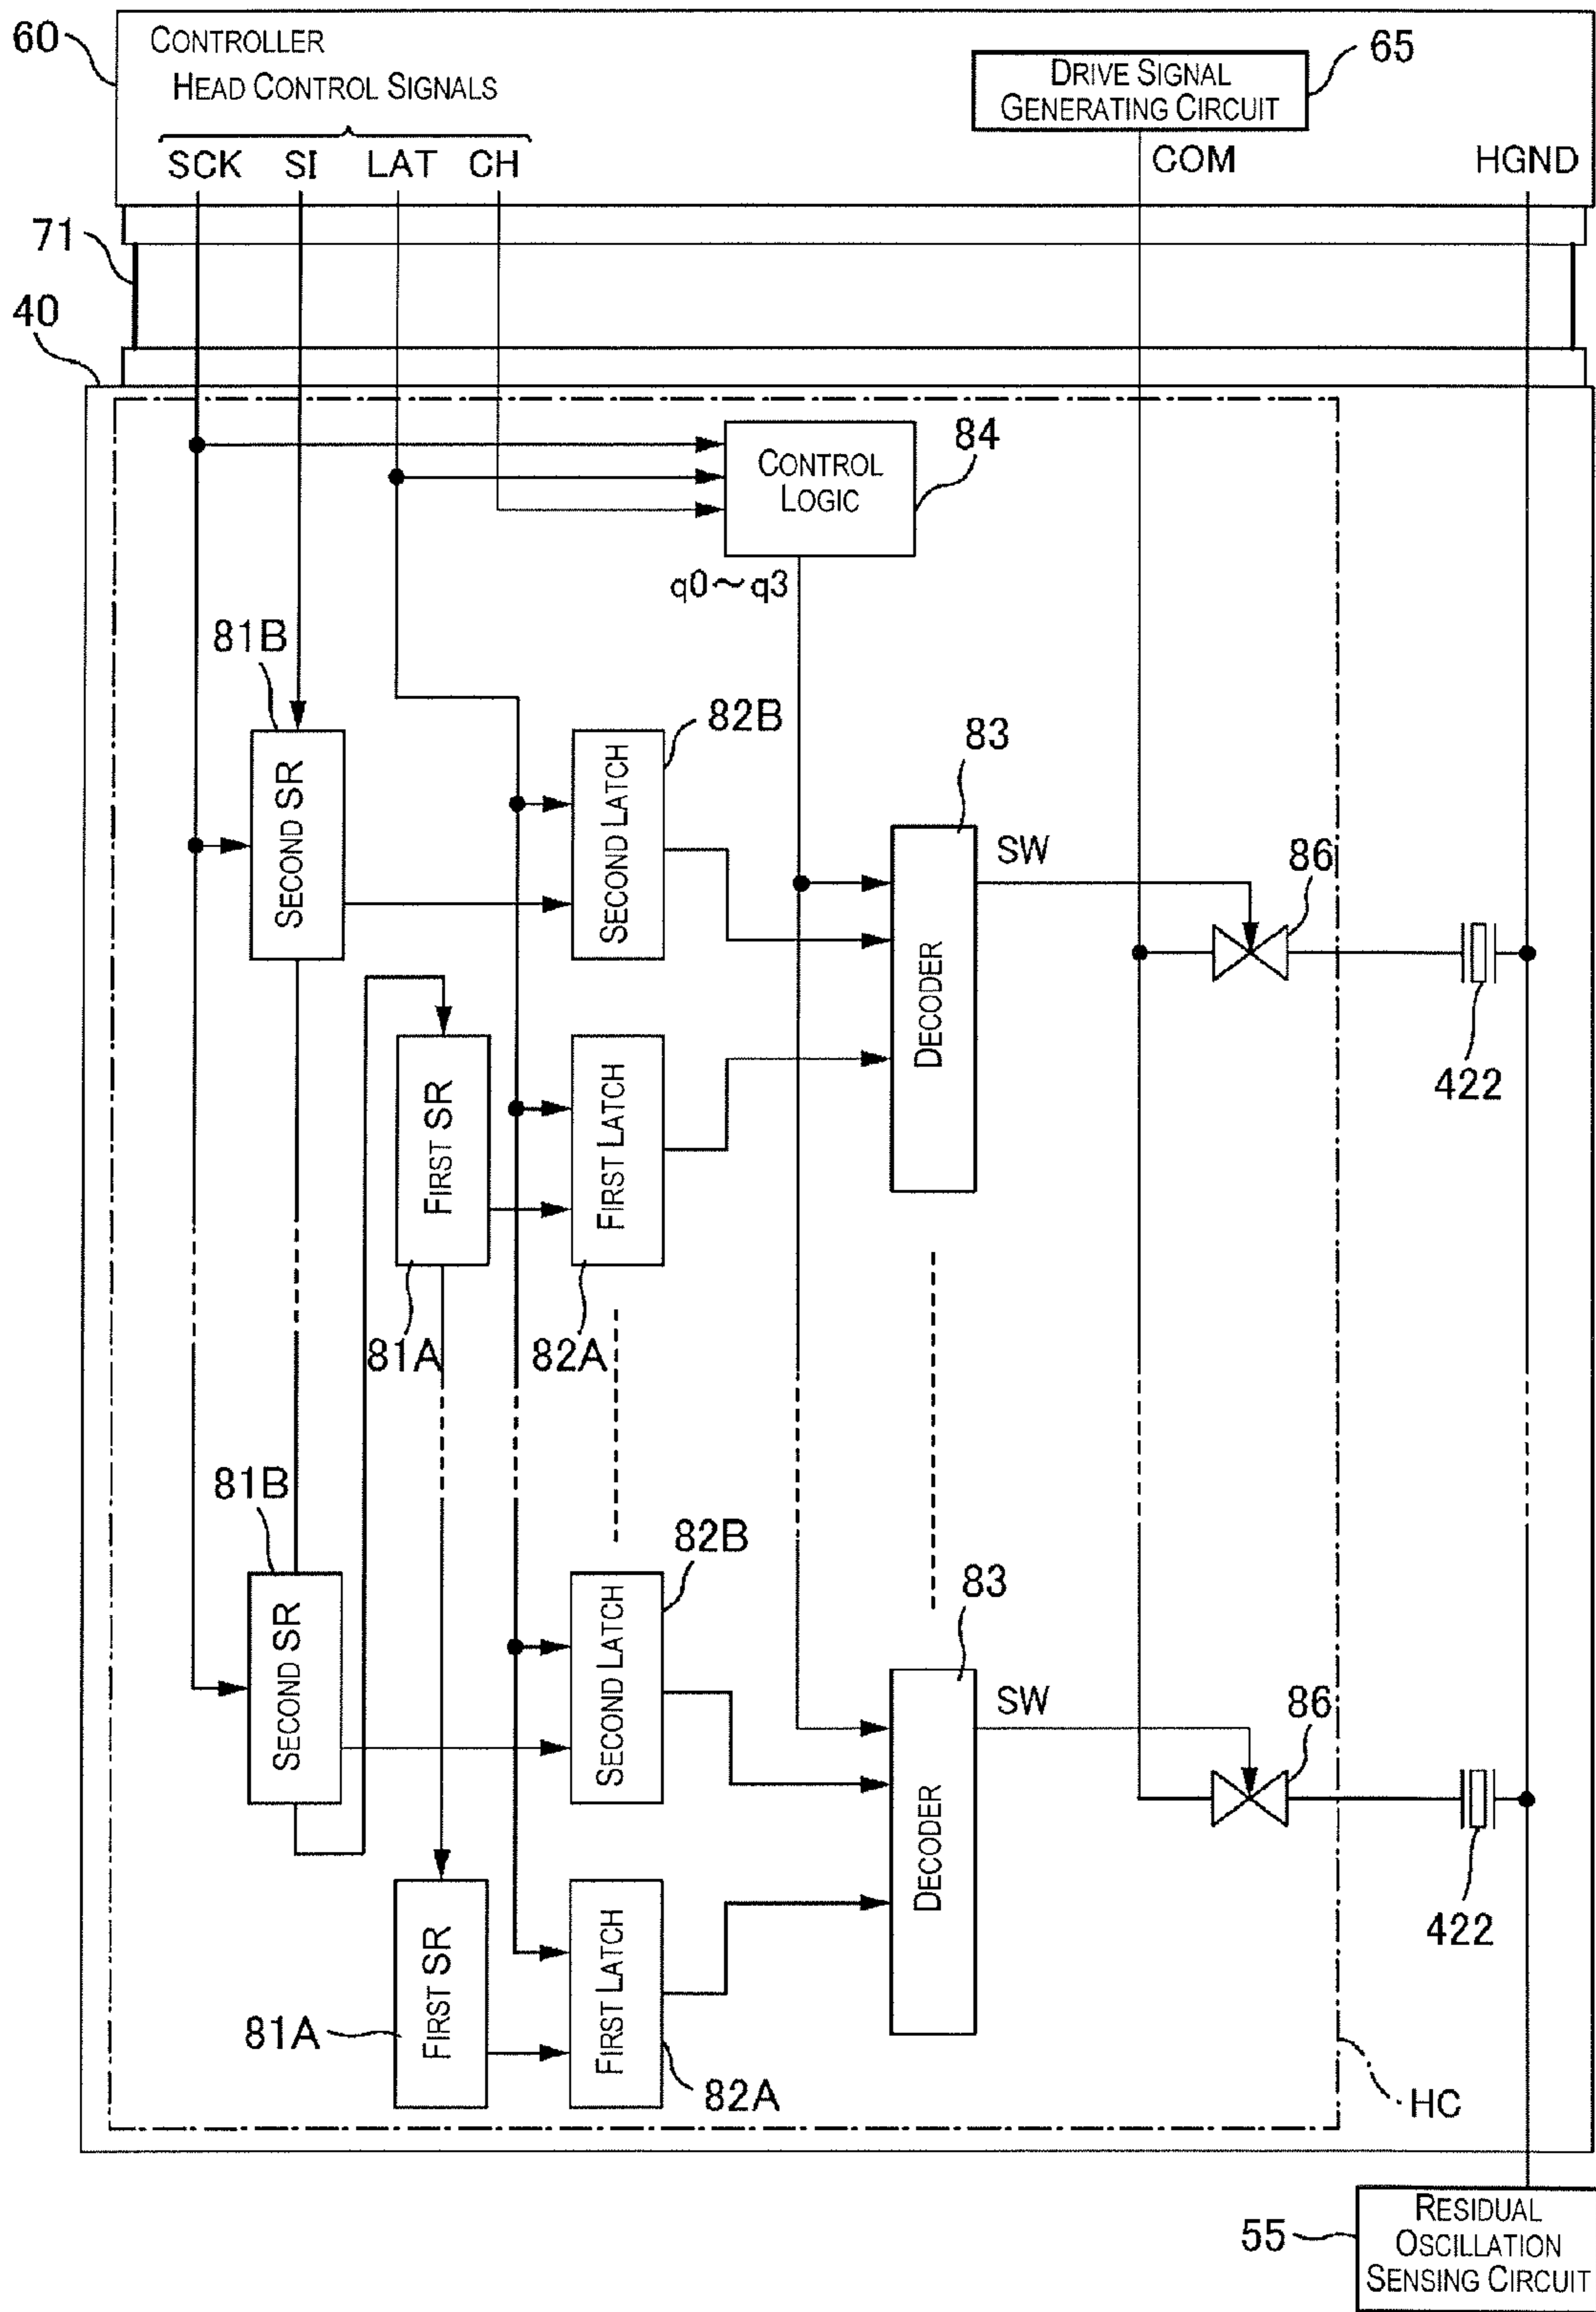 60
CONTROLLER
HEAD CONTROL SIGNALS
SCK SI LAT CH
DRIVE SIGNAL
GENERATING CIRCUIT
65
COM
HGND
71
40
CONTROL
LOGIC
84
q0～q3
81B
SECOND SR
82B
SECOND LATCH
83
DECODER
SW
86
422
FIRST SR
81A
FIRST LATCH
82A
81B
SECOND SR
82B
SECOND LATCH
83
DECODER
SW
86
422
FIRST SR
81A
FIRST LATCH
82A
HC
55
RESIDUAL
OSCILLATION
SENSING CIRCUIT